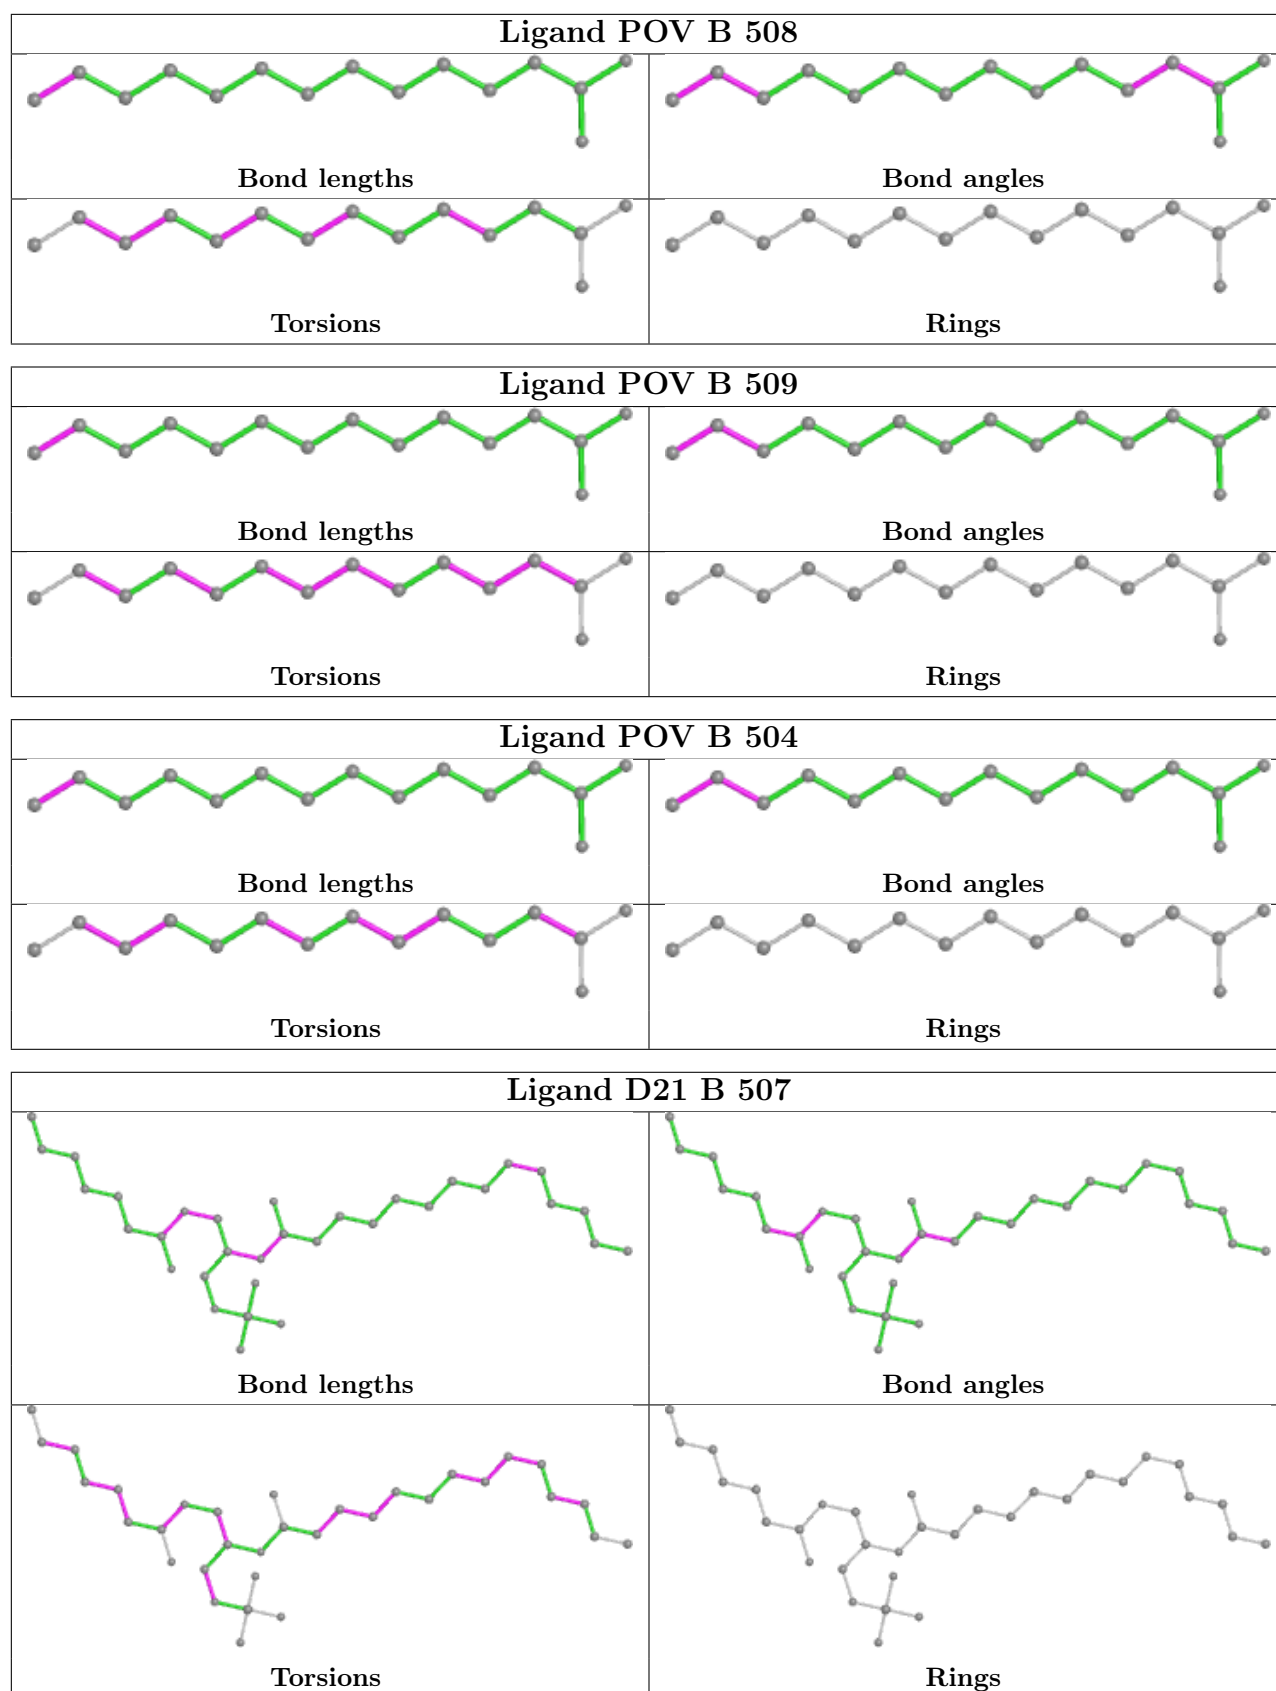 Ligand POV B 508
Bond lengths
Bond angles
Torsions
Rings
Ligand POV B 509
Bond lengths
Bond angles
Torsions
Rings
Ligand POV B 504
Bond lengths
Bond angles
Torsions
Rings
Ligand D21 B 507
Bond lengths
Bond angles
Torsions
Rings